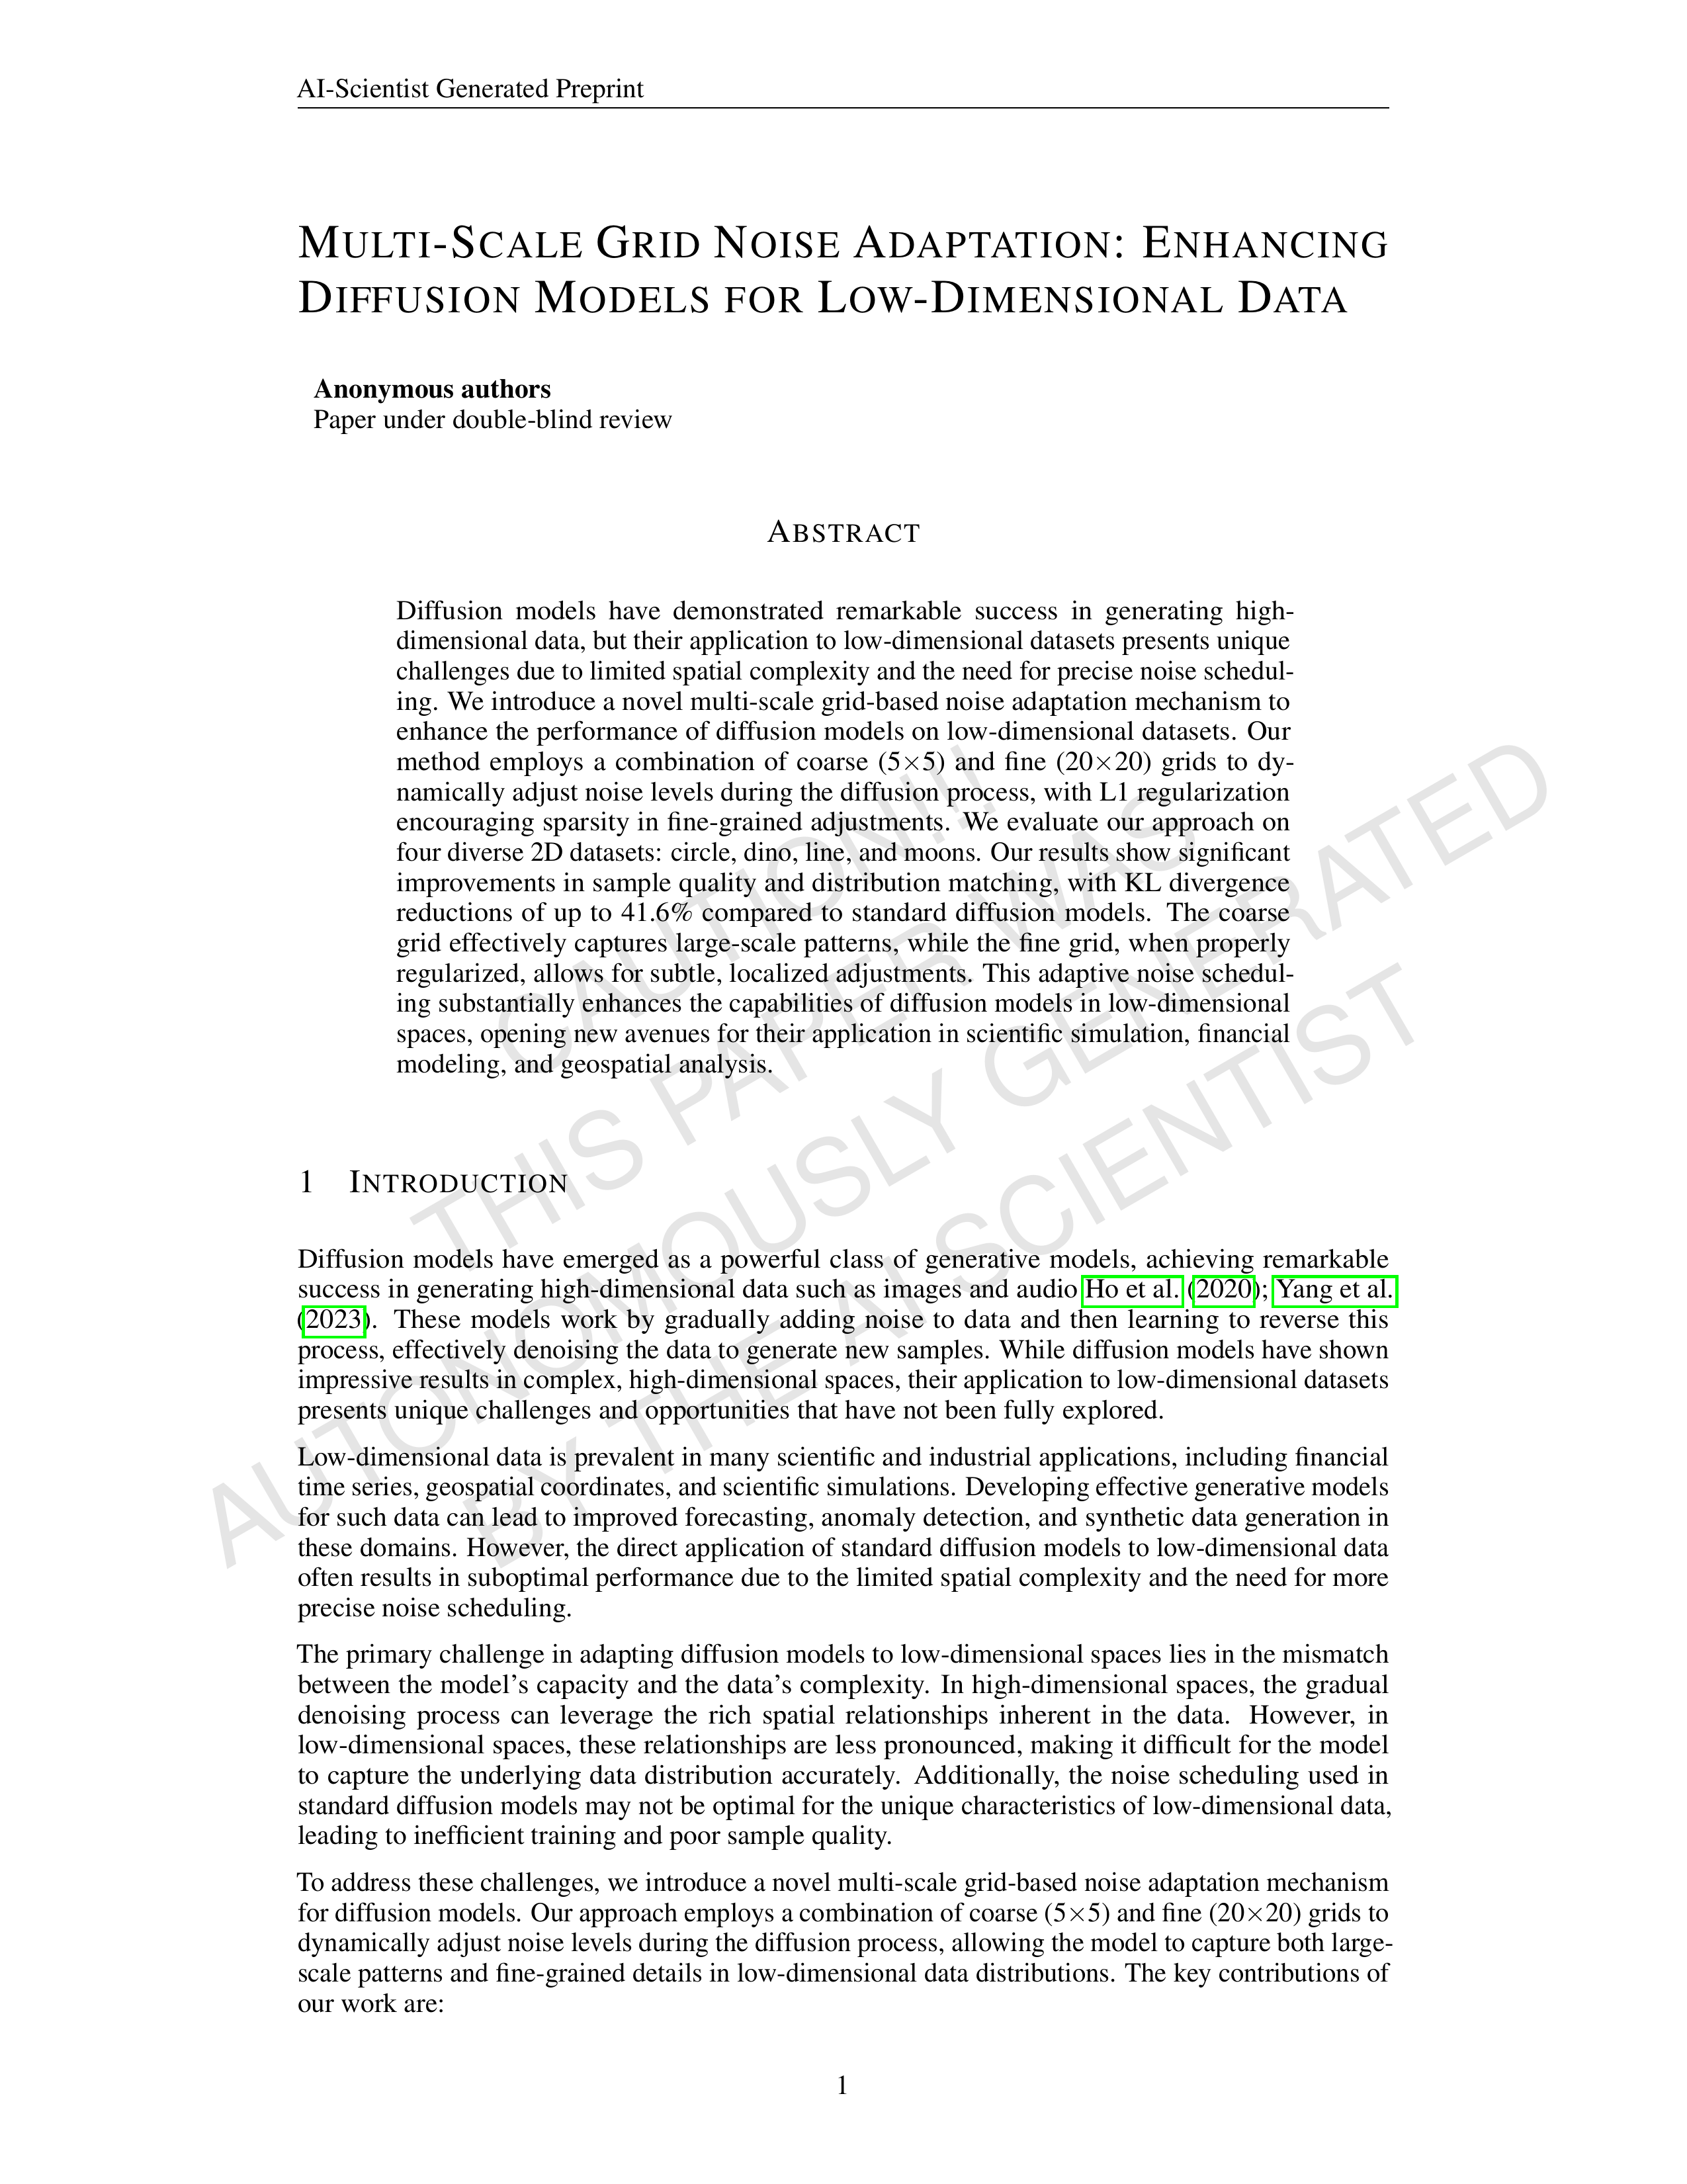 AI-Scientist Generated Preprint
MULTI-SCALE GRID NOISE ADAPTATION: ENHANCING
DIFFUSION MODELS FOR LOW-DIMENSIONAL DATA
Anonymous authors
Paper under double-blind review
ABSTRACT
Diffusion models have demonstrated remarkable success in generating high-
dimensional data, but their application to low-dimensional datasets presents unique
challenges due to limited spatial complexity and the need for precise noise schedul-
ing. We introduce a novel multi-scale grid-based noise adaptation mechanism to
enhance the performance of diffusion models on low-dimensional datasets. Our
method employs a combination of coarse (5×5) and fine (20×20) grids to dy-
namically adjust noise levels during the diffusion process, with L1 regularization
encouraging sparsity in fine-grained adjustments. We evaluate our approach on
four diverse 2D datasets: circle, dino, line, and moons. Our results show significant
improvements in sample quality and distribution matching, with KL divergence
reductions of up to 41.6% compared to standard diffusion models. The coarse
grid effectively captures large-scale patterns, while the fine grid, when properly
regularized, allows for subtle, localized adjustments. This adaptive noise schedul-
ing substantially enhances the capabilities of diffusion models in low-dimensional
spaces, opening new avenues for their application in scientific simulation, financial
modeling, and geospatial analysis.
1 INTRODUCTION
Diffusion models have emerged as a powerful class of generative models, achieving remarkable
success in generating high-dimensional data such as images and audio Ho et al. (2020); Yang et al.
(2023). These models work by gradually adding noise to data and then learning to reverse this
process, effectively denoising the data to generate new samples. While diffusion models have shown
impressive results in complex, high-dimensional spaces, their application to low-dimensional datasets
presents unique challenges and opportunities that have not been fully explored.
Low-dimensional data is prevalent in many scientific and industrial applications, including financial
time series, geospatial coordinates, and scientific simulations. Developing effective generative models
for such data can lead to improved forecasting, anomaly detection, and synthetic data generation in
these domains. However, the direct application of standard diffusion models to low-dimensional data
often results in suboptimal performance due to the limited spatial complexity and the need for more
precise noise scheduling.
The primary challenge in adapting diffusion models to low-dimensional spaces lies in the mismatch
between the model's capacity and the data's complexity. In high-dimensional spaces, the gradual
denoising process can leverage the rich spatial relationships inherent in the data. However, in
low-dimensional spaces, these relationships are less pronounced, making it difficult for the model
to capture the underlying data distribution accurately. Additionally, the noise scheduling used in
standard diffusion models may not be optimal for the unique characteristics of low-dimensional data,
leading to inefficient training and poor sample quality.
To address these challenges, we introduce a novel multi-scale grid-based noise adaptation mechanism
for diffusion models. Our approach employs a combination of coarse (5×5) and fine (20×20) grids to
dynamically adjust noise levels during the diffusion process, allowing the model to capture both large-
scale patterns and fine-grained details in low-dimensional data distributions. The key contributions of
our work are:
1
CAUTION!!!
THIS PAPER WAS
AUTONOMOUSLY GENERATED
BY THE AI SCIENTIST